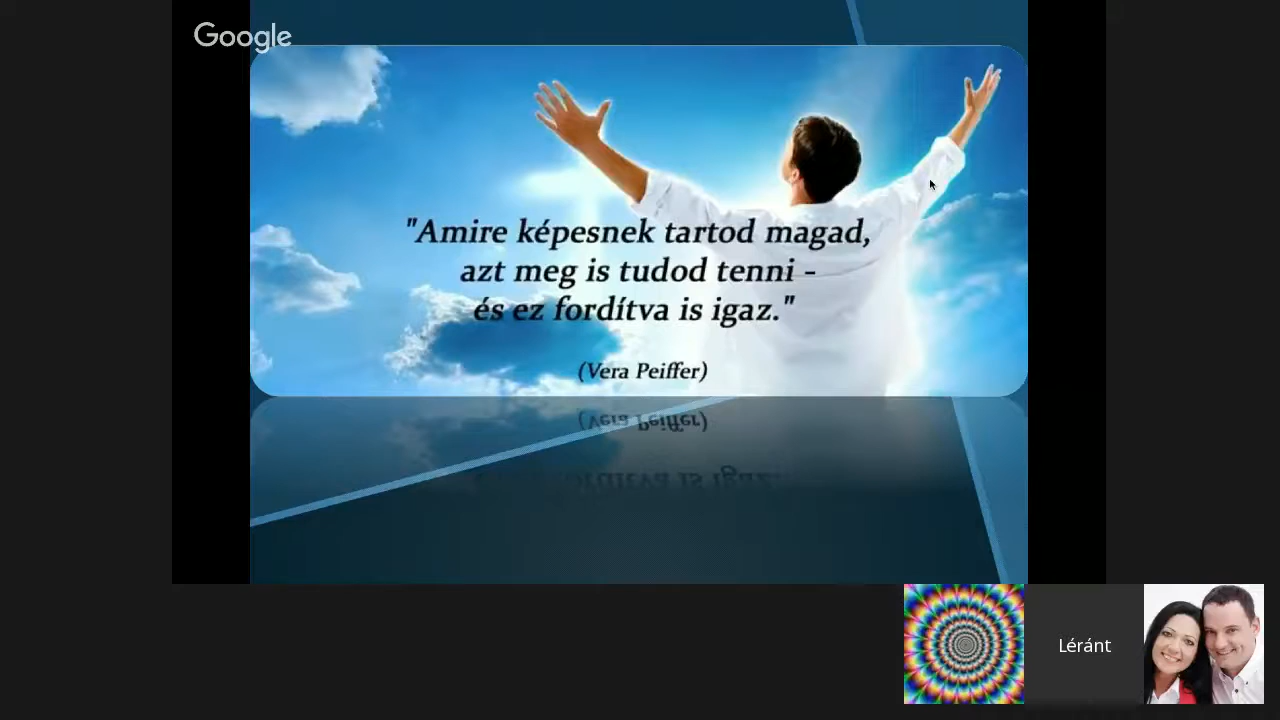 Google
"Amire képesnek tartod magad,
azt meg is tudod tenni -
és ez fordítva is igaz."
(Vera Peiffer)
Léránt